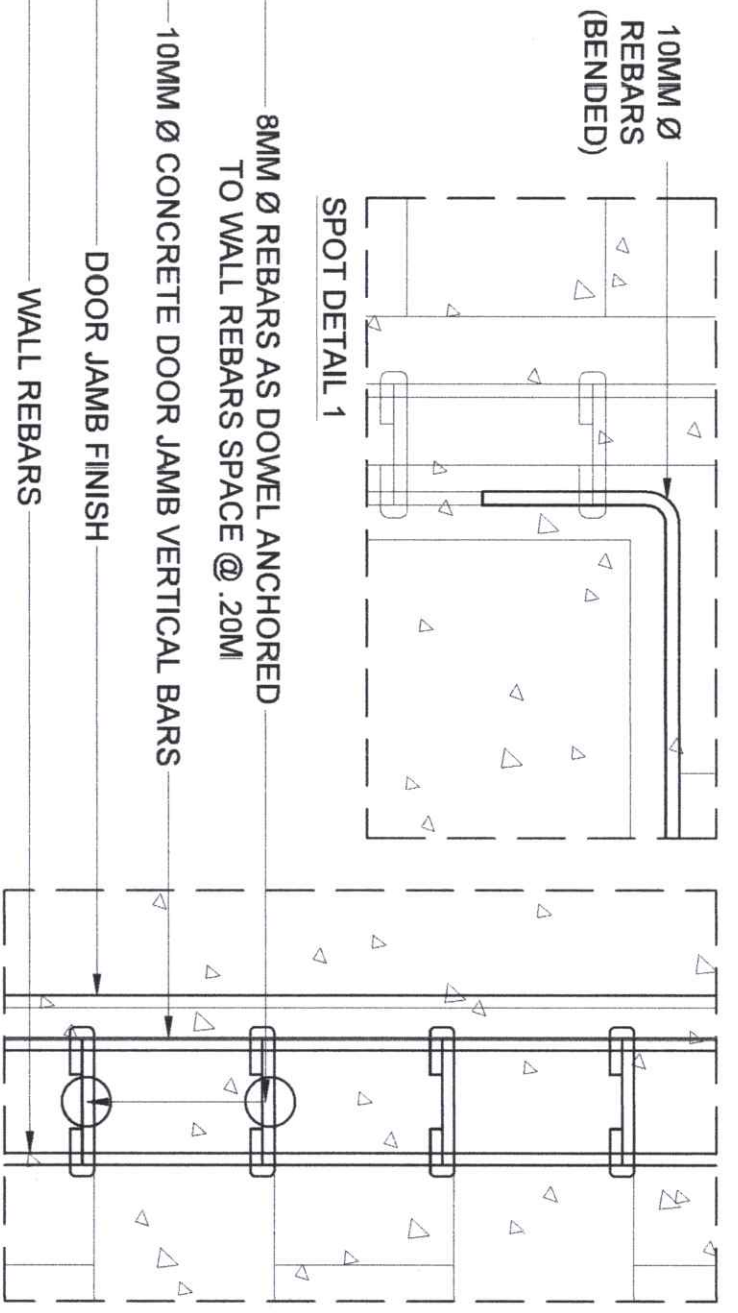 10MM Ø
REBARS
(BENDED)
SPOT DETAIL 1
8MM Ø REBARS AS DOWEL ANCHORED
TO WALL REBARS SPACE @ .20M
10MM Ø CONCRETE DOOR JAMB VERTICAL BARS
DOOR JAMB FINISH
WALL REBARS